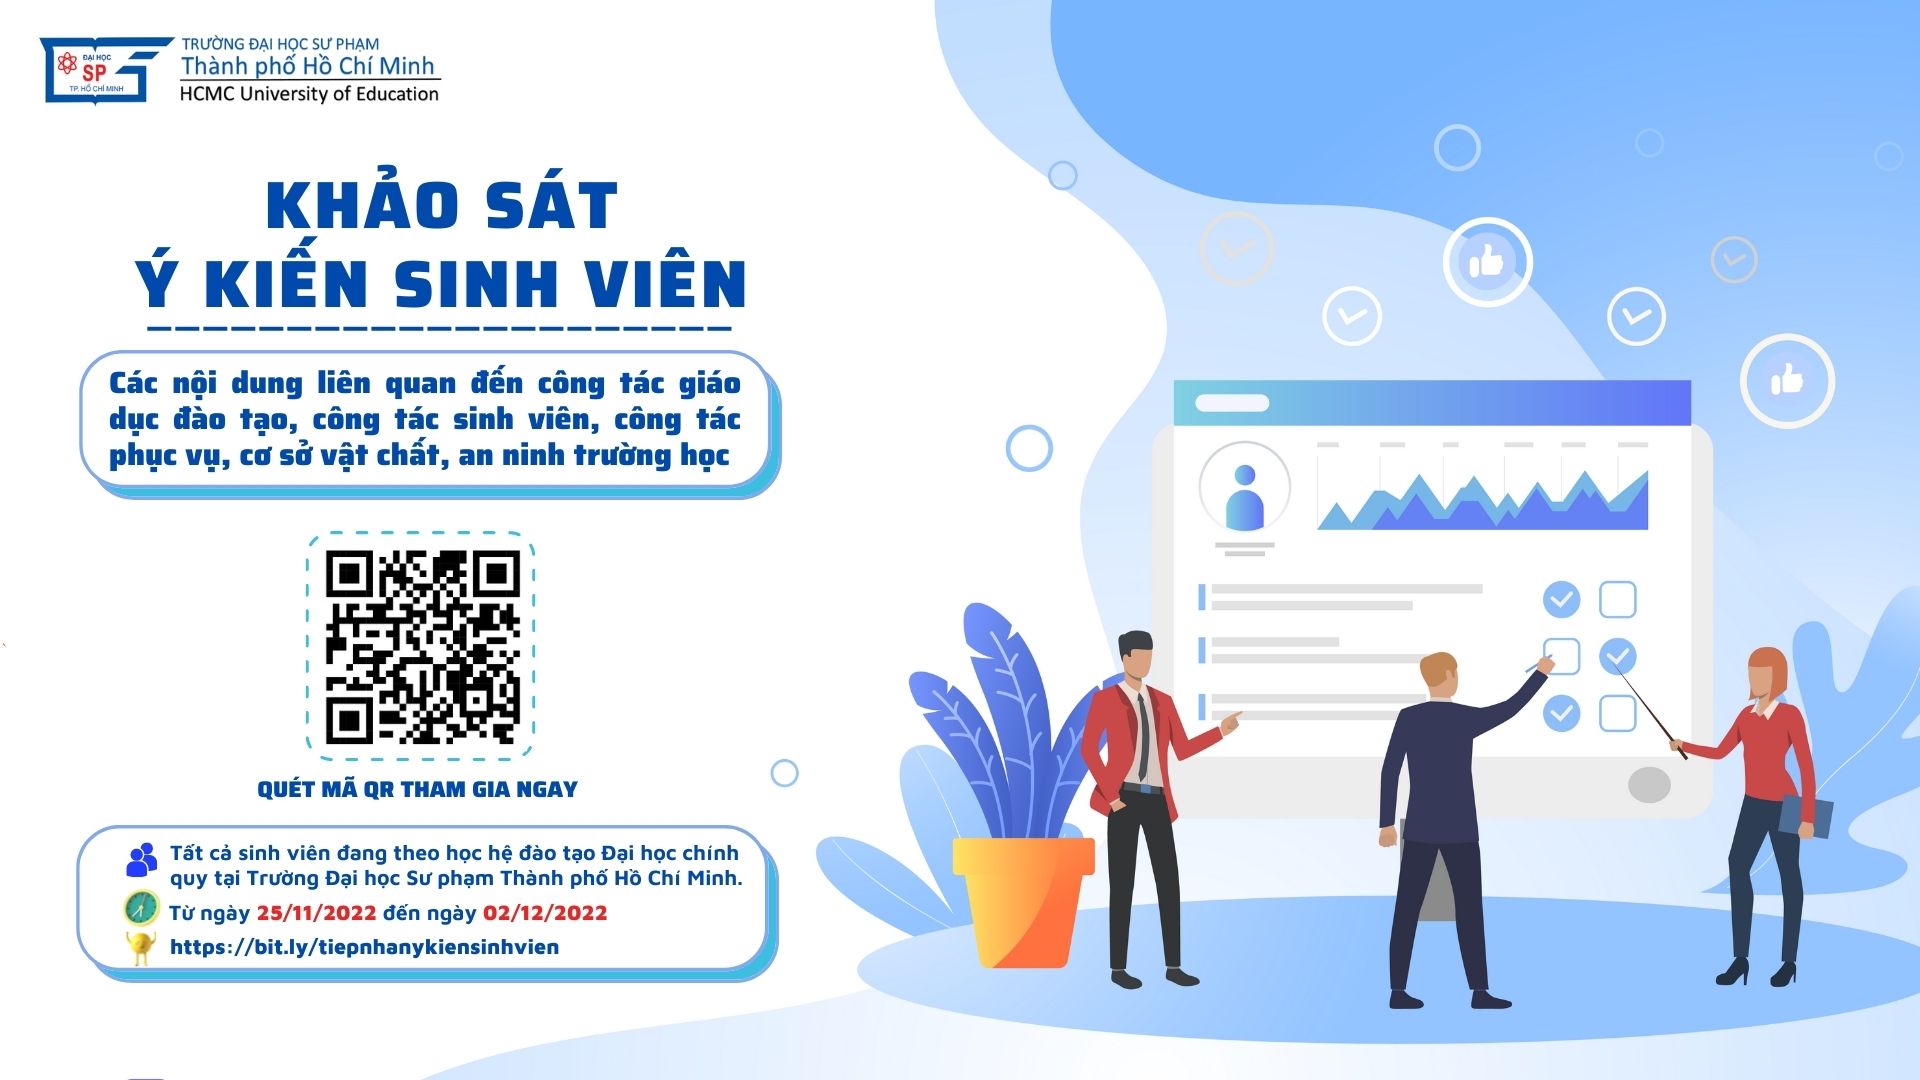 ĐẠI HỌC
SP
TP. HỒ CHÍ MINH
TRƯỜNG ĐẠI HỌC SƯ PHẠM
Thành phố Hồ Chí Minh
HCMC University of Education
KHẢO SÁT
Ý KIẾN SINH VIÊN
Các nội dung liên quan đến công tác giáo
dục đào tạo, công tác sinh viên, công tác
phục vụ, cơ sở vật chất, an ninh trường học
QUÉT MÃ QR THAM GIA NGAY
Tất cả sinh viên đang theo học hệ đào tạo Đại học chính
quy tại Trường Đại học Sư phạm Thành phố Hồ Chí Minh.
Từ ngày 25/11/2022 đến ngày 02/12/2022
https://bit.ly/tiepnhanykiensinhvien